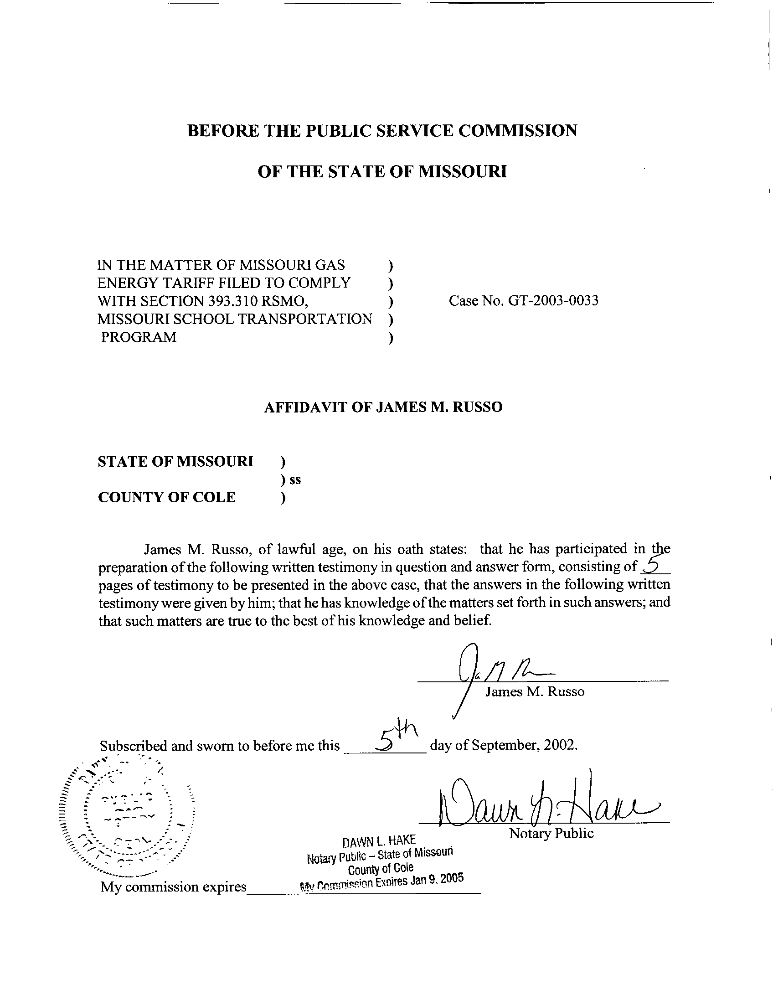 BEFORE THE PUBLIC SERVICE COMMISSION
OF THE STATE OF MISSOURI
IN THE MATTER OF MISSOURI GAS )
ENERGY TARIFF FILED TO COMPLY )
WITH SECTION 393.310 RSMO, ) Case No. GT-2003-0033
MISSOURI SCHOOL TRANSPORTATION )
PROGRAM )
AFFIDAVIT OF JAMES M. RUSSO
STATE OF MISSOURI )
) ss
COUNTY OF COLE )
James M. Russo, of lawful age, on his oath states: that he has participated in the
preparation of the following written testimony in question and answer form, consisting of 5
pages of testimony to be presented in the above case, that the answers in the following written
testimony were given by him; that he has knowledge of the matters set forth in such answers; and
that such matters are true to the best of his knowledge and belief.
James M. Russo
Subscribed and sworn to before me this 5th day of September, 2002.
Dawn L. Hake
Notary Public
DAWN L. HAKE
Notary Public – State of Missouri
County of Cole
My Commission Expires Jan 9, 2005
My commission expires